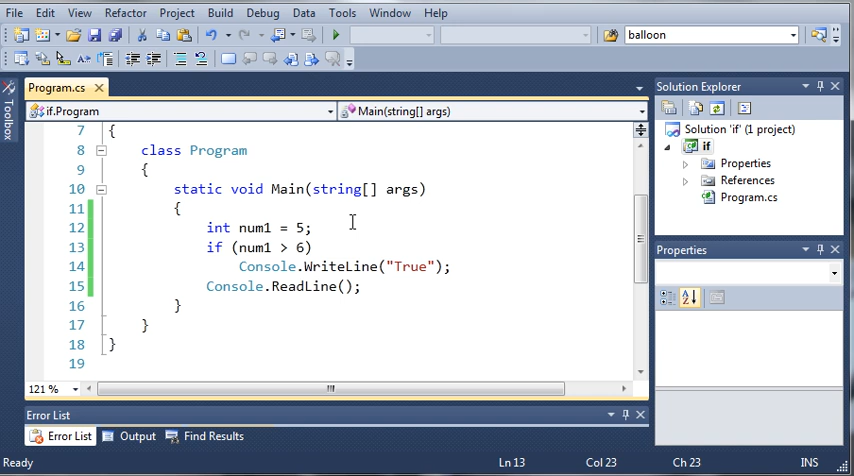 File Edit View Refactor Project Build Debug Data Tools Window Help
balloon
Program.cs
if.Program
Main(string[] args)
7 {
8 class Program
9 {
10 static void Main(string[] args)
11 {
12 int num1 = 5;
13 if (num1 > 6)
14 Console.WriteLine("True");
15 Console.ReadLine();
16 }
17 }
18 }
19
121 %
Toolbox
Solution Explorer
Solution 'if' (1 project)
if
Properties
References
Program.cs
Properties
Error List
Error List Output Find Results
Ready Ln 13 Col 23 Ch 23 INS